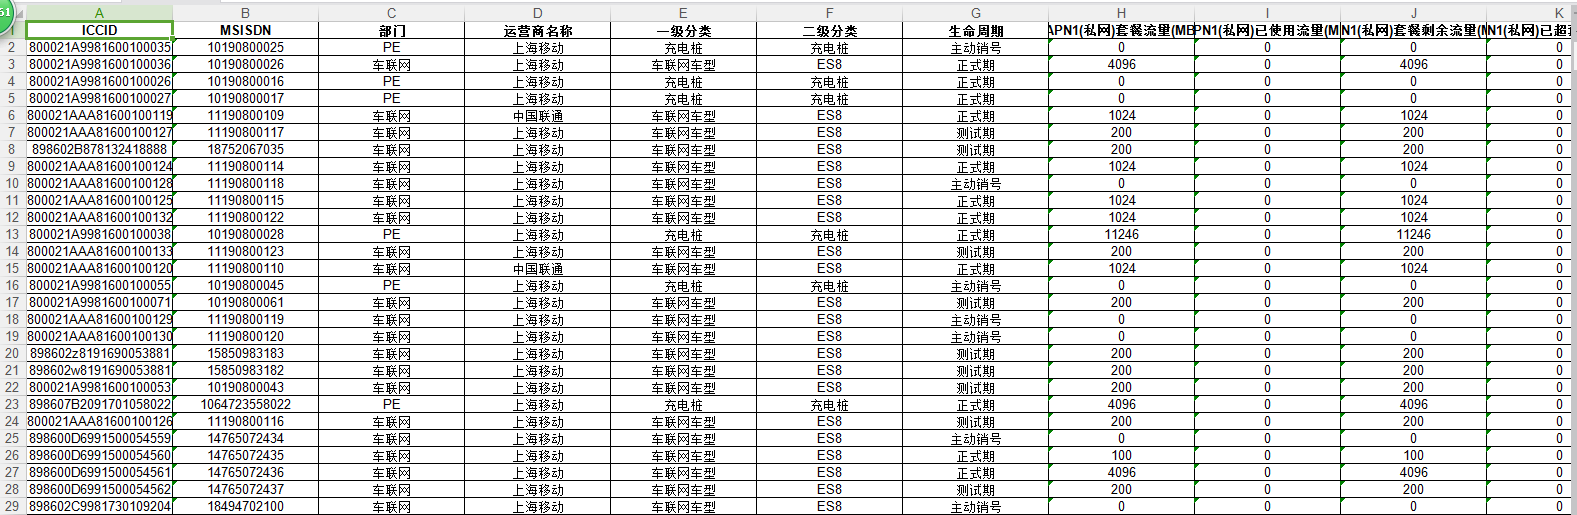 61
A B C D E F G H I J K
1 ICCID MSISDN 部门 运营商名称 一级分类 二级分类 生命周期 APN1(私网)套餐流量(MB PN1(私网)已使用流量(M N1(私网)套餐剩余流量(M N1(私网)已超套
2 800021A9981600100035 10190800025 PE 上海移动 充电桩 充电桩 主动销号 0 0 0 0
3 800021A9981600100036 10190800026 车联网 上海移动 车联网车型 ES8 正式期 4096 0 4096 0
4 800021A9981600100026 10190800016 PE 上海移动 充电桩 充电桩 正式期 0 0 0 0
5 800021A9981600100027 10190800017 PE 上海移动 充电桩 充电桩 正式期 0 0 0 0
6 800021AAA81600100119 11190800109 车联网 中国联通 车联网车型 ES8 正式期 1024 0 1024 0
7 800021AAA81600100127 11190800117 车联网 上海移动 车联网车型 ES8 测试期 200 0 200 0
8 898602B878132418888 18752067035 车联网 上海移动 车联网车型 ES8 测试期 200 0 200 0
9 800021AAA81600100124 11190800114 车联网 上海移动 车联网车型 ES8 正式期 1024 0 1024 0
10 800021AAA81600100128 11190800118 车联网 上海移动 车联网车型 ES8 主动销号 0 0 0 0
11 800021AAA81600100125 11190800115 车联网 上海移动 车联网车型 ES8 正式期 1024 0 1024 0
12 800021AAA81600100132 11190800122 车联网 上海移动 车联网车型 ES8 正式期 1024 0 1024 0
13 800021A9981600100038 10190800028 PE 上海移动 充电桩 充电桩 正式期 11246 0 11246 0
14 800021AAA81600100133 11190800123 车联网 上海移动 车联网车型 ES8 测试期 200 0 200 0
15 800021AAA81600100120 11190800110 车联网 中国联通 车联网车型 ES8 正式期 1024 0 1024 0
16 800021A9981600100055 10190800045 PE 上海移动 充电桩 充电桩 主动销号 0 0 0 0
17 800021A9981600100071 10190800061 车联网 上海移动 车联网车型 ES8 测试期 200 0 200 0
18 800021AAA81600100129 11190800119 车联网 上海移动 车联网车型 ES8 主动销号 0 0 0 0
19 800021AAA81600100130 11190800120 车联网 上海移动 车联网车型 ES8 主动销号 0 0 0 0
20 898602z8191690053881 15850983183 车联网 上海移动 车联网车型 ES8 测试期 200 0 200 0
21 898602w8191690053881 15850983182 车联网 上海移动 车联网车型 ES8 测试期 200 0 200 0
22 800021A9981600100053 10190800043 车联网 上海移动 车联网车型 ES8 测试期 200 0 200 0
23 898607B2091701058022 1064723558022 PE 上海移动 充电桩 充电桩 正式期 4096 0 4096 0
24 800021AAA81600100126 11190800116 车联网 上海移动 车联网车型 ES8 测试期 200 0 200 0
25 898600D6991500054559 14765072434 车联网 上海移动 车联网车型 ES8 主动销号 0 0 0 0
26 898600D6991500054560 14765072435 车联网 上海移动 车联网车型 ES8 正式期 100 0 100 0
27 898600D6991500054561 14765072436 车联网 上海移动 车联网车型 ES8 正式期 4096 0 4096 0
28 898600D6991500054562 14765072437 车联网 上海移动 车联网车型 ES8 测试期 200 0 200 0
29 898602C9981730109204 18494702100 车联网 上海移动 车联网车型 ES8 主动销号 0 0 0 0